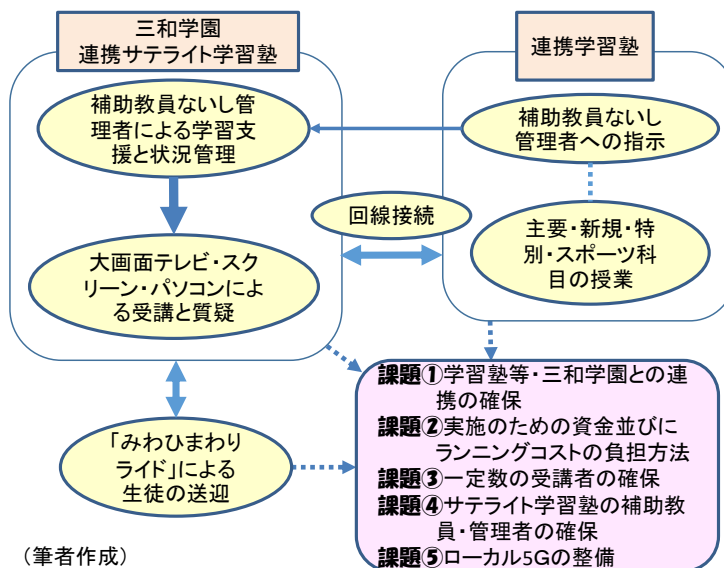 三和学園
連携サテライト学習塾
連携学習塾
補助教員ないし管
理者による学習支
援と状況管理
補助教員ないし
管理者への指示
回線接続
大画面テレビ・スク
リーン・パソコンによ
る受講と質疑
主要・新規・特
別・スポーツ科
目の授業
「みわひまわり
ライド」による
生徒の送迎
課題①学習塾等・三和学園との連
携の確保
課題②実施のための資金並びに
ランニングコストの負担方法
課題③一定数の受講者の確保
課題④サテライト学習塾の補助教
員・管理者の確保
課題⑤ローカル5Gの整備
（筆者作成）